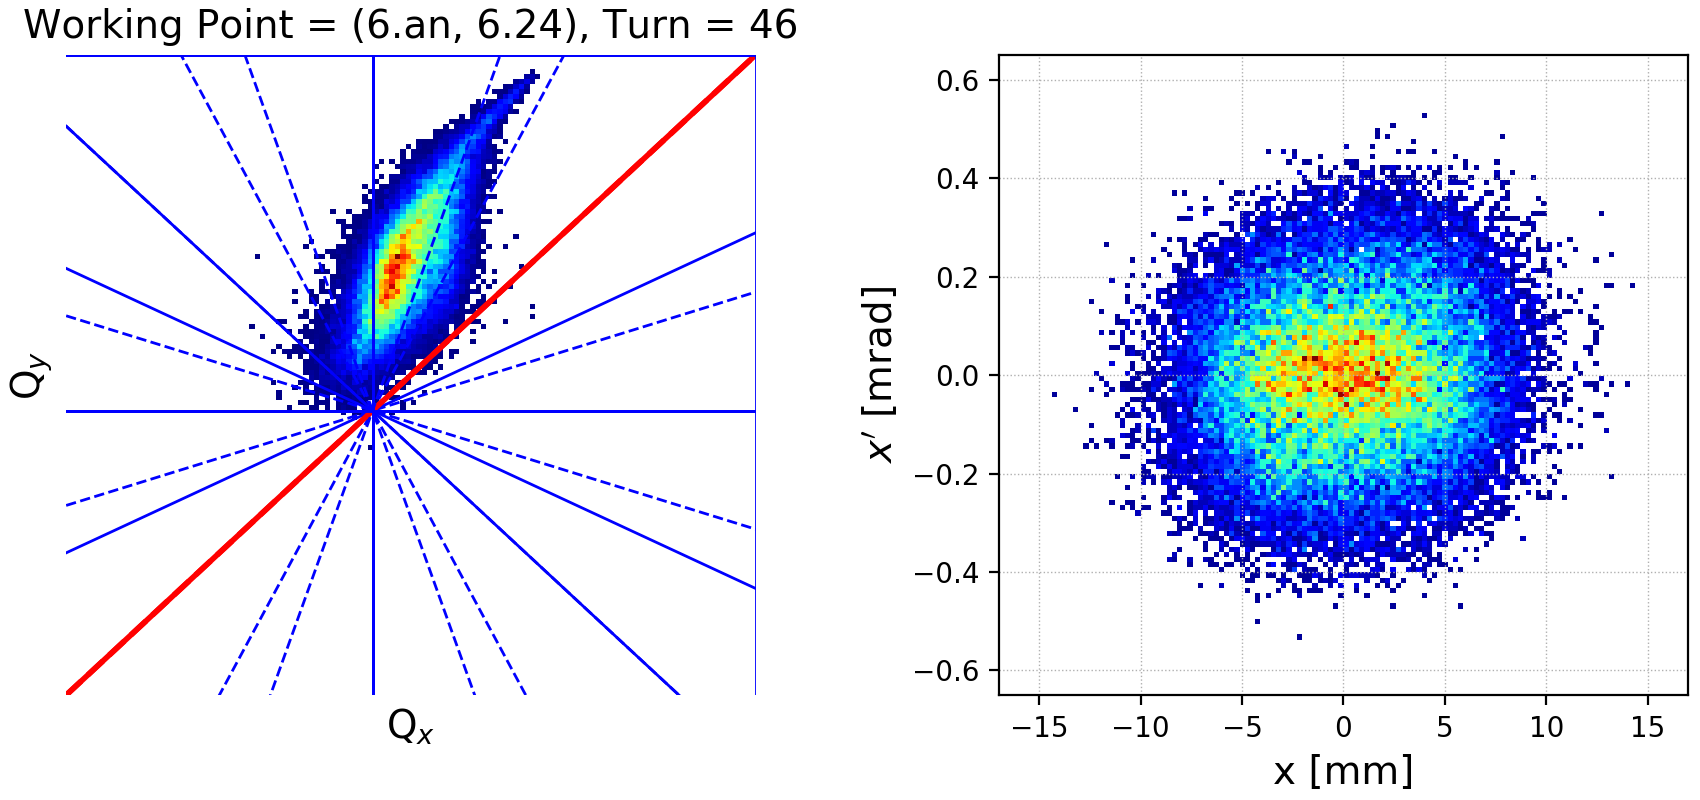 Working Point = (6.an, 6.24), Turn = 46
Q_y
Q_x
0.6
0.4
0.2
0.0
−0.2
−0.4
−0.6
x′ [mrad]
−15 −10 −5 0 5 10 15
x [mm]